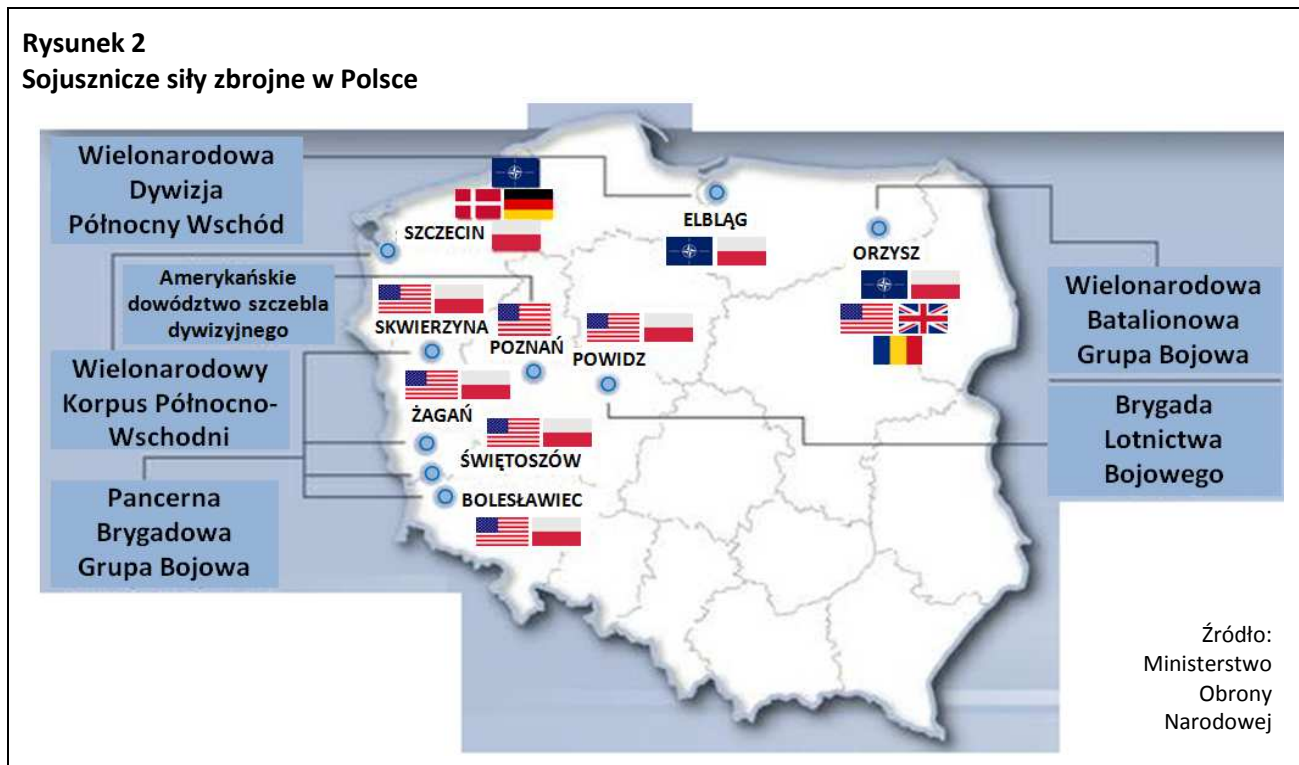 Rysunek 2
Sojusznicze siły zbrojne w Polsce
Wielonarodowa
Dywizja
Północny Wschód
Amerykańskie
dowództwo szczebla
dywizyjnego
Wielonarodowy
Korpus Północno-
Wschodni
Pancerna
Brygadowa
Grupa Bojowa
SZCZECIN
ELBLĄG
ORZYSZ
SKWIERZYNA
POZNAŃ
POWIDZ
ŻAGAŃ
ŚWIĘTOSZÓW
BOLESŁAWIEC
Wielonarodowa
Batalionowa
Grupa Bojowa
Brygada
Lotnictwa
Bojowego
Źródło:
Ministerstwo
Obrony
Narodowej